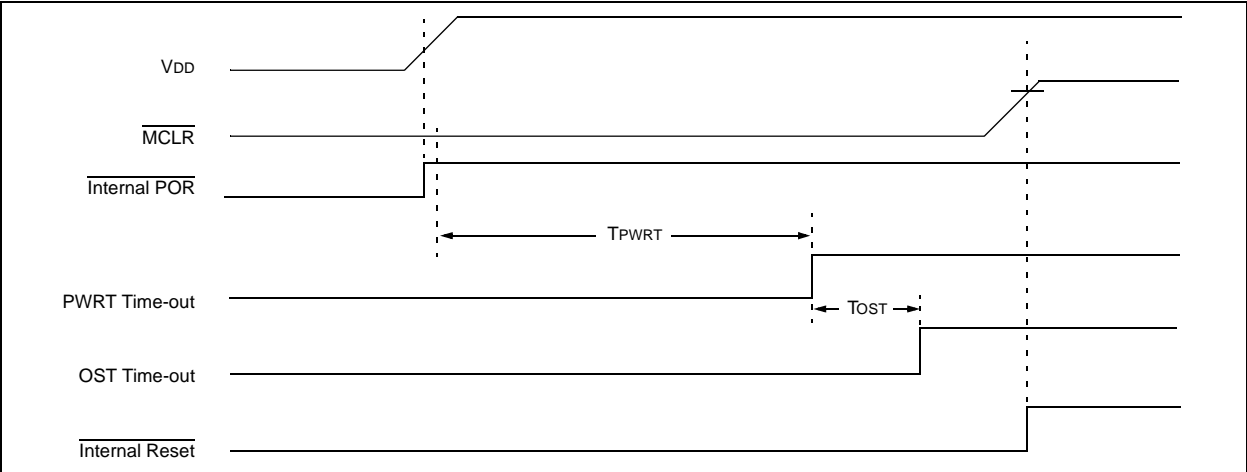 VDD
MCLR
Internal POR
TPWRT
PWRT Time-out
TOST
OST Time-out
Internal Reset